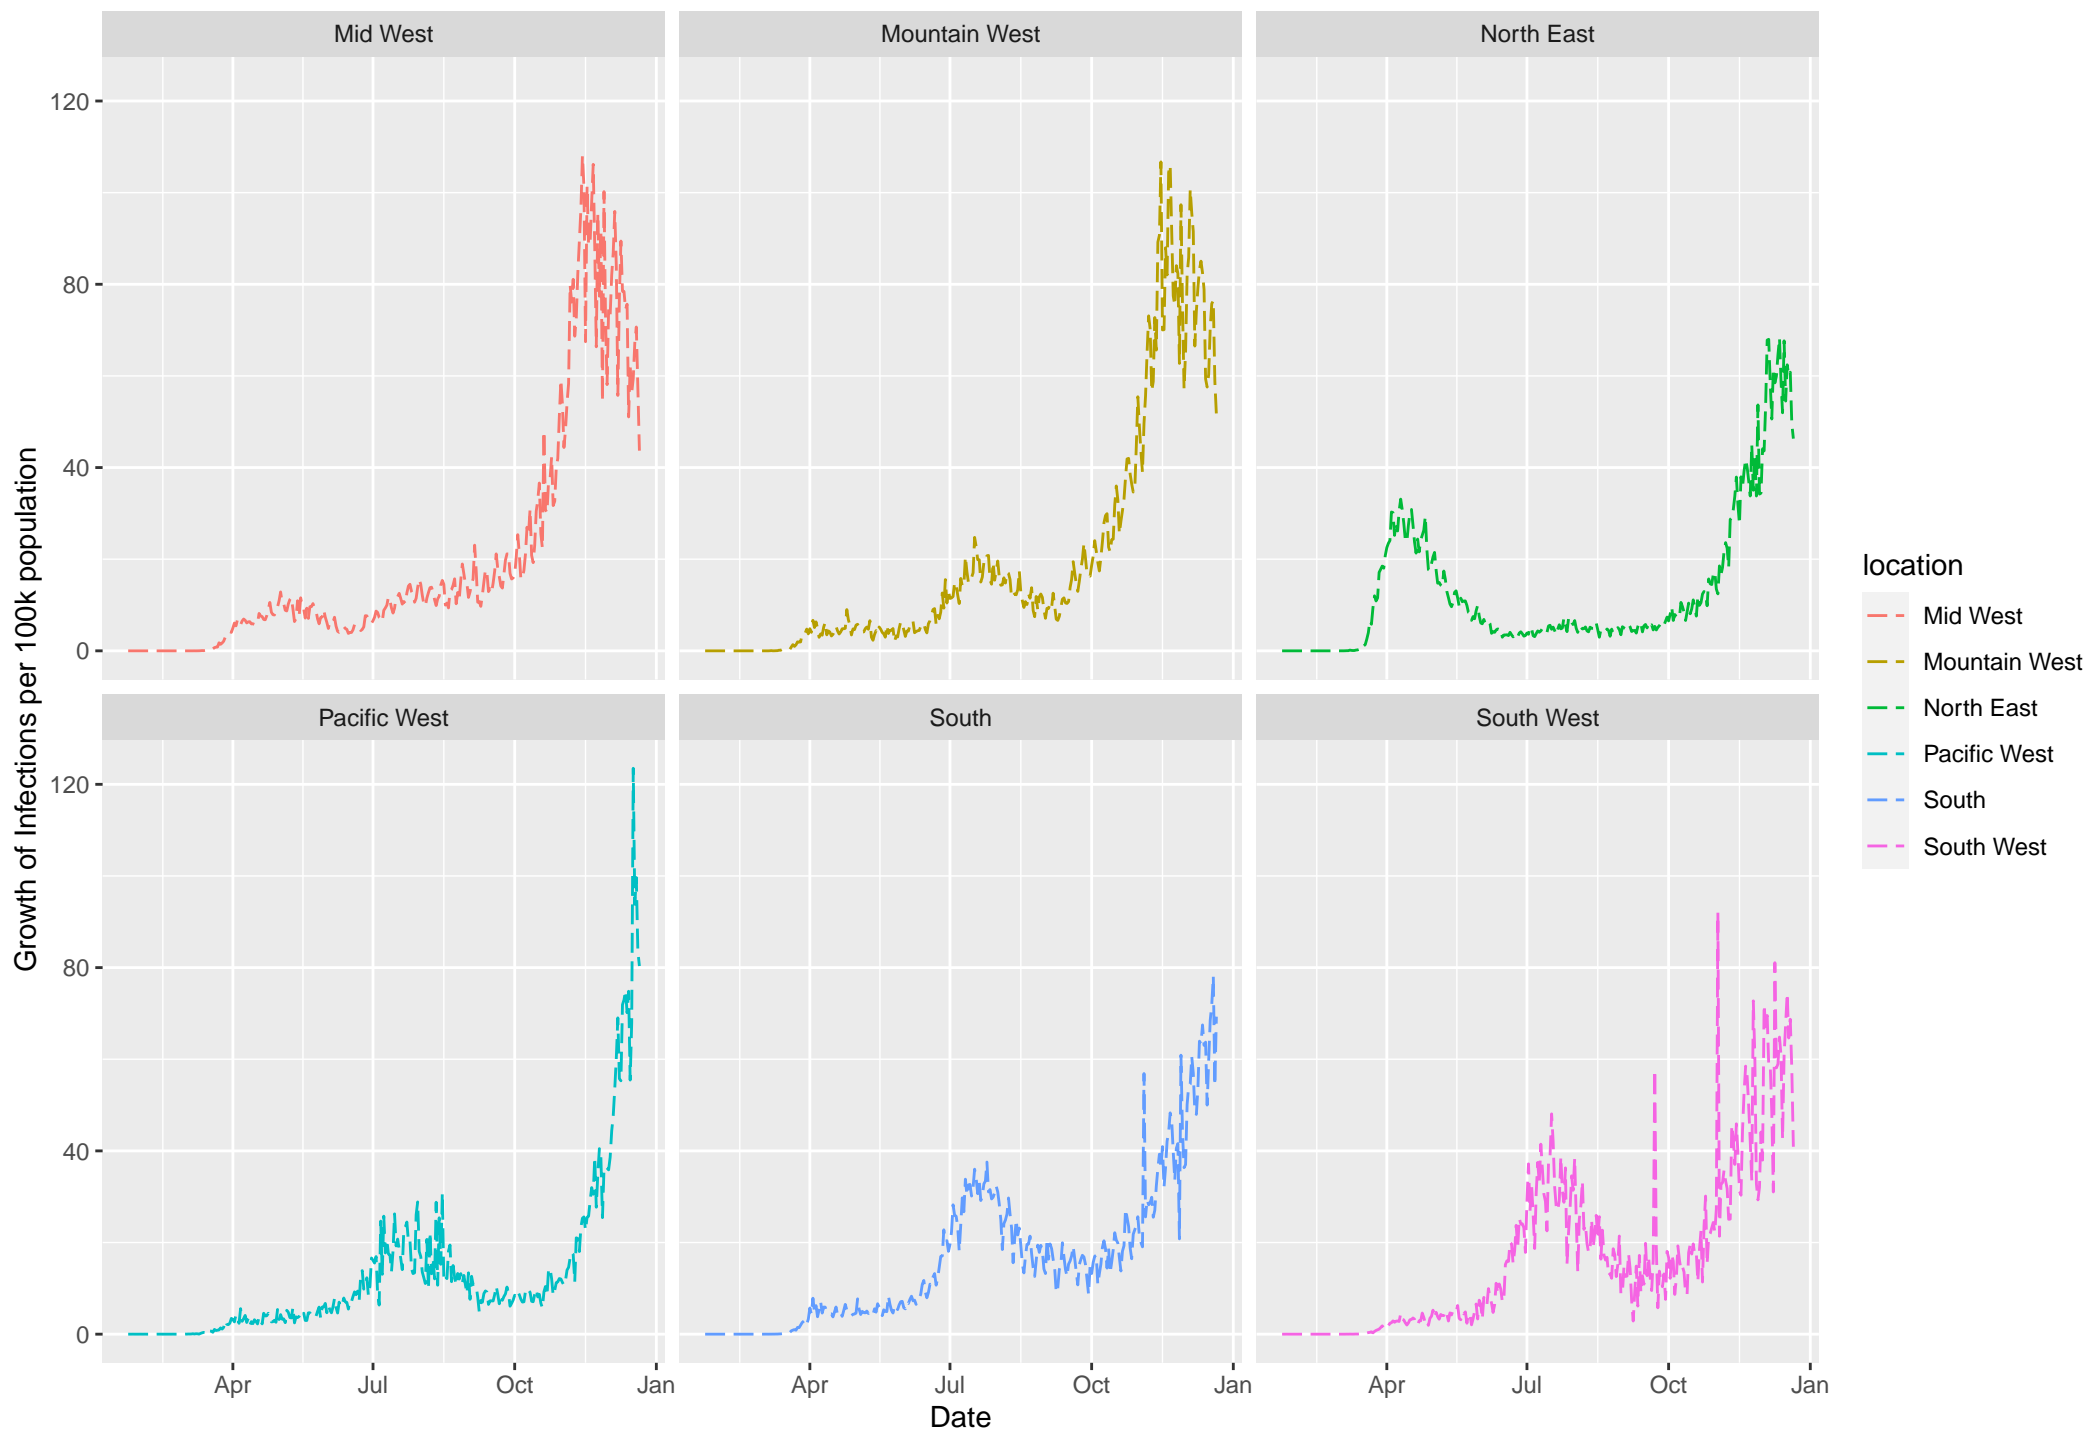 Mid West
Mountain West
North East
120
80
40
0
Pacific West
South
South West
120
80
40
0
Apr
Jul
Oct
Jan
Apr
Jul
Oct
Jan
Apr
Jul
Oct
Jan
Date
Growth of Infections per 100k population
location
Mid West
Mountain West
North East
Pacific West
South
South West